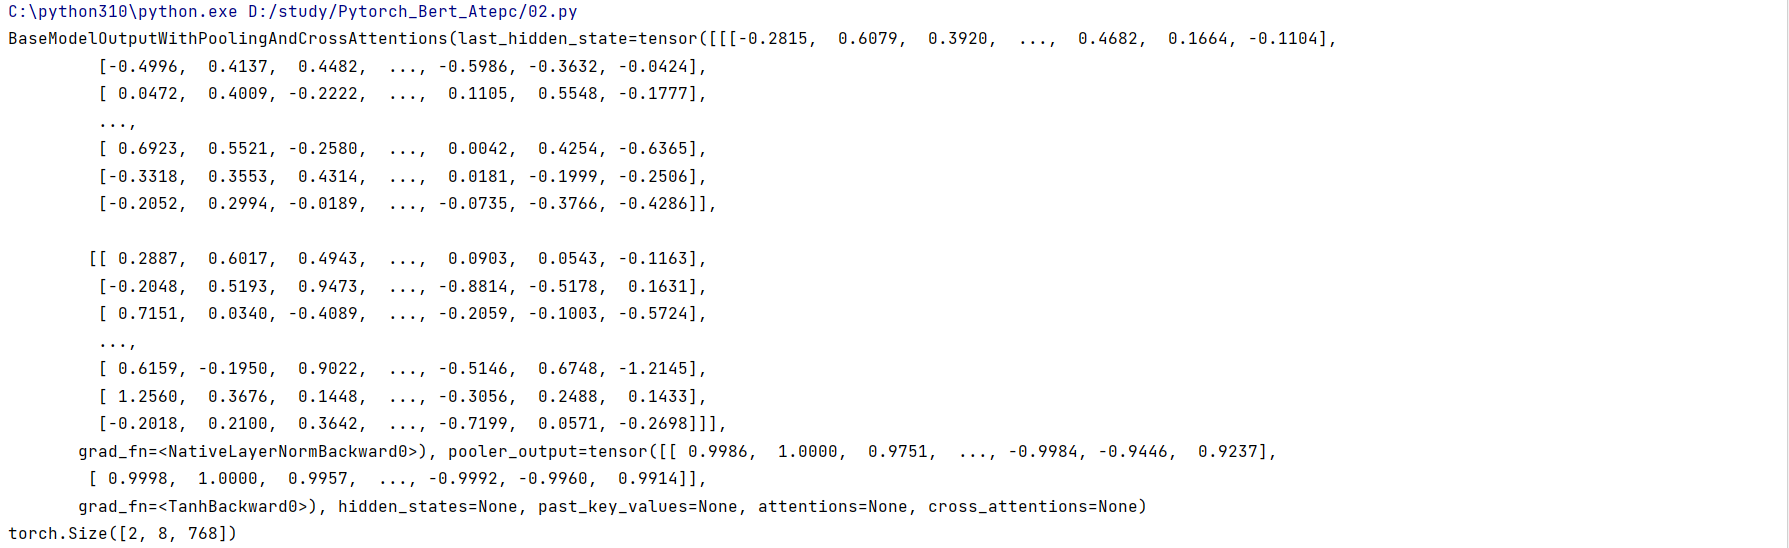 C:\python310\python.exe D:/study/Pytorch_Bert_Atepc/02.py
BaseModelOutputWithPoolingAndCrossAttentions(last_hidden_state=tensor([[[-0.2815,  0.6079,  0.3920,  ...,  0.4682,  0.1664, -0.1104],
         [-0.4996,  0.4137,  0.4482,  ..., -0.5986, -0.3632, -0.0424],
         [ 0.0472,  0.4009, -0.2222,  ...,  0.1105,  0.5548, -0.1777],
         ...,
         [ 0.6923,  0.5521, -0.2580,  ...,  0.0042,  0.4254, -0.6365],
         [-0.3318,  0.3553,  0.4314,  ...,  0.0181, -0.1999, -0.2506],
         [-0.2052,  0.2994, -0.0189,  ..., -0.0735, -0.3766, -0.4286]],

        [[ 0.2887,  0.6017,  0.4943,  ...,  0.0903,  0.0543, -0.1163],
         [-0.2048,  0.5193,  0.9473,  ..., -0.8814, -0.5178,  0.1631],
         [ 0.7151,  0.0340, -0.4089,  ..., -0.2059, -0.1003, -0.5724],
         ...,
         [ 0.6159, -0.1950,  0.9022,  ..., -0.5146,  0.6748, -1.2145],
         [ 1.2560,  0.3676,  0.1448,  ..., -0.3056,  0.2488,  0.1433],
         [-0.2018,  0.2100,  0.3642,  ..., -0.7199,  0.0571, -0.2698]]],
       grad_fn=<NativeLayerNormBackward0>), pooler_output=tensor([[ 0.9986,  1.0000,  0.9751,  ..., -0.9984, -0.9446,  0.9237],
        [ 0.9998,  1.0000,  0.9957,  ..., -0.9992, -0.9960,  0.9914]],
       grad_fn=<TanhBackward0>), hidden_states=None, past_key_values=None, attentions=None, cross_attentions=None)
torch.Size([2, 8, 768])